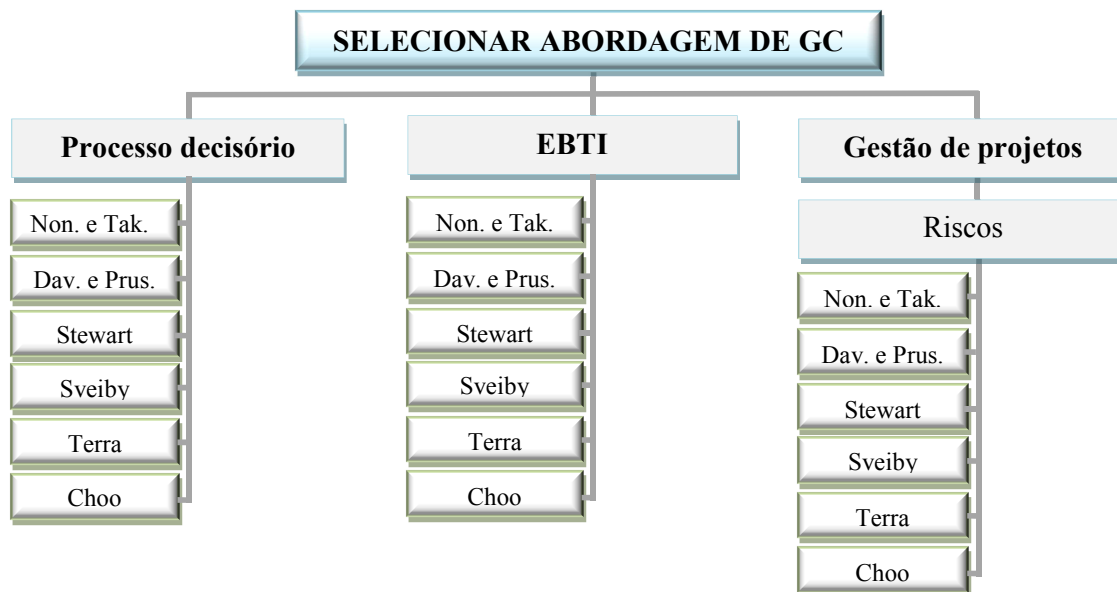 SELECIONAR ABORDAGEM DE GC
Processo decisório
Non. e Tak.
Dav. e Prus.
Stewart
Sveiby
Terra
Choo
EBTI
Non. e Tak.
Dav. e Prus.
Stewart
Sveiby
Terra
Choo
Gestão de projetos
Riscos
Non. e Tak.
Dav. e Prus.
Stewart
Sveiby
Terra
Choo